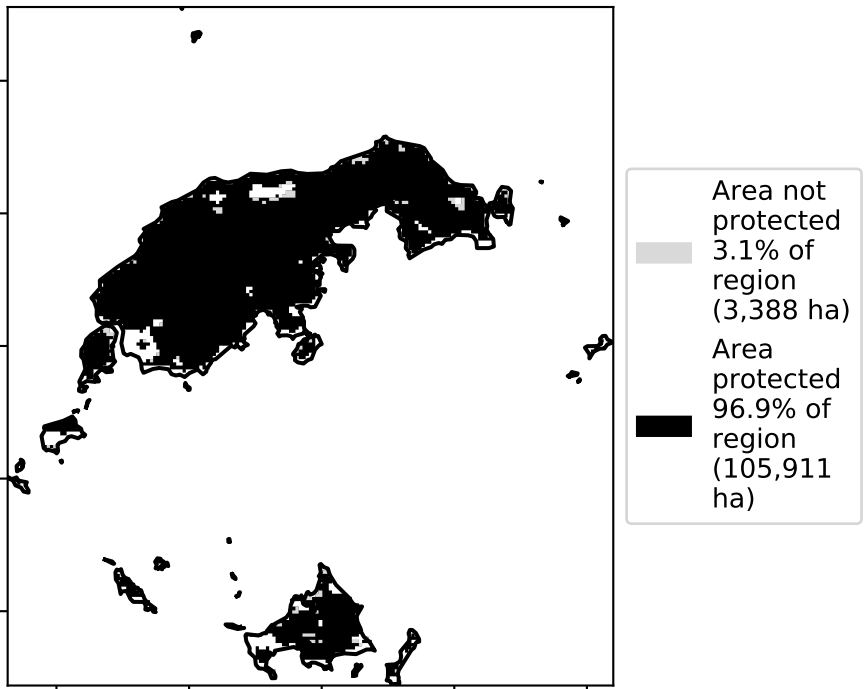 Area not
protected
3.1% of
region
(3,388 ha)
Area
protected
96.9% of
region
(105,911
ha)